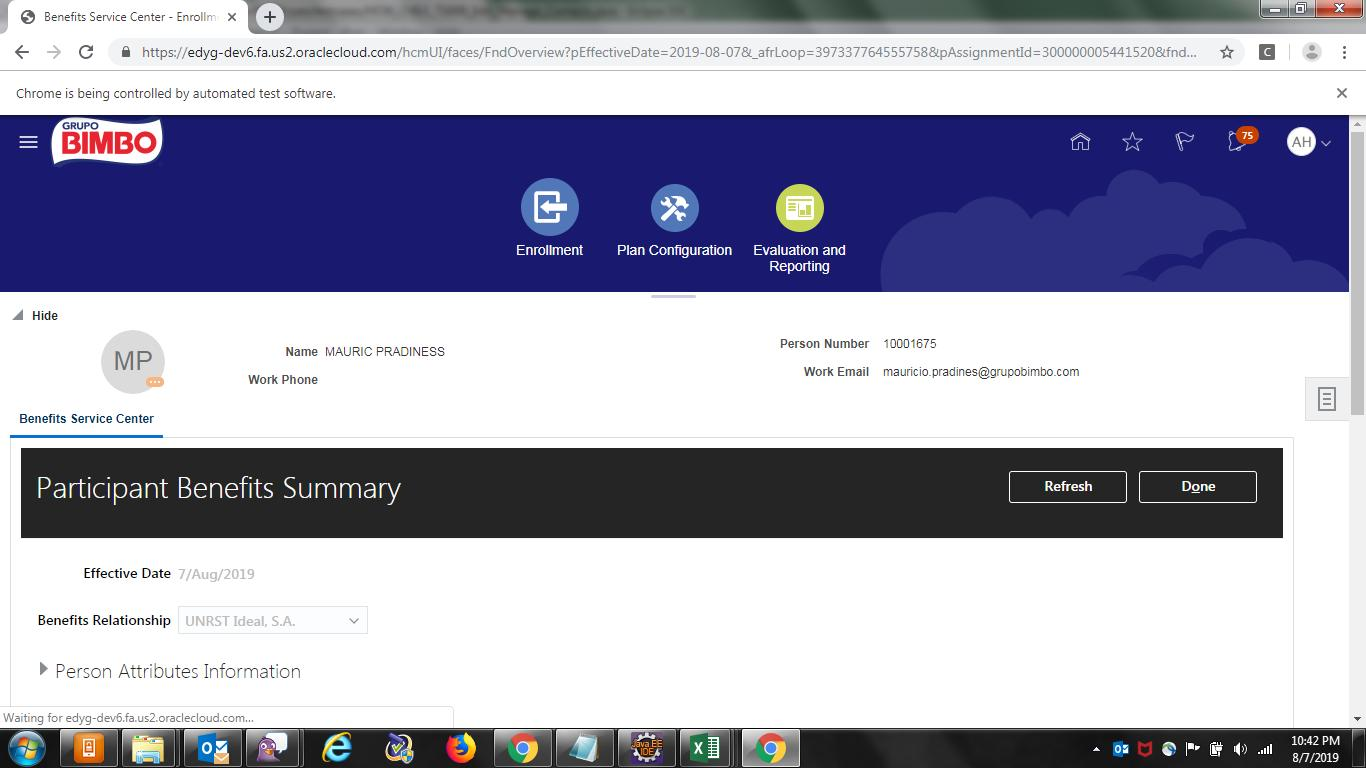 Benefits Service Center - Enrollm
https://edyg-dev6.fa.us2.oraclecloud.com/hcmUI/faces/FndOverview?pEffectiveDate=2019-08-07&_afrLoop=397337764555758&pAssignmentId=300000005441520&fnd...
C
Chrome is being controlled by automated test software.
GRUPO
BIMBO
75
AH
Enrollment
Plan Configuration
Evaluation and
Reporting
Hide
MP
Name MAURIC PRADINESS
Person Number 10001675
Work Phone
Work Email mauricio.pradines@grupobimbo.com
Benefits Service Center
Participant Benefits Summary
Refresh
Done
Effective Date 7/Aug/2019
Benefits Relationship UNRST Ideal, S.A.
Person Attributes Information
Waiting for edyg-dev6.fa.us2.oraclecloud.com...
Java EE
IDE
10:42 PM
8/7/2019